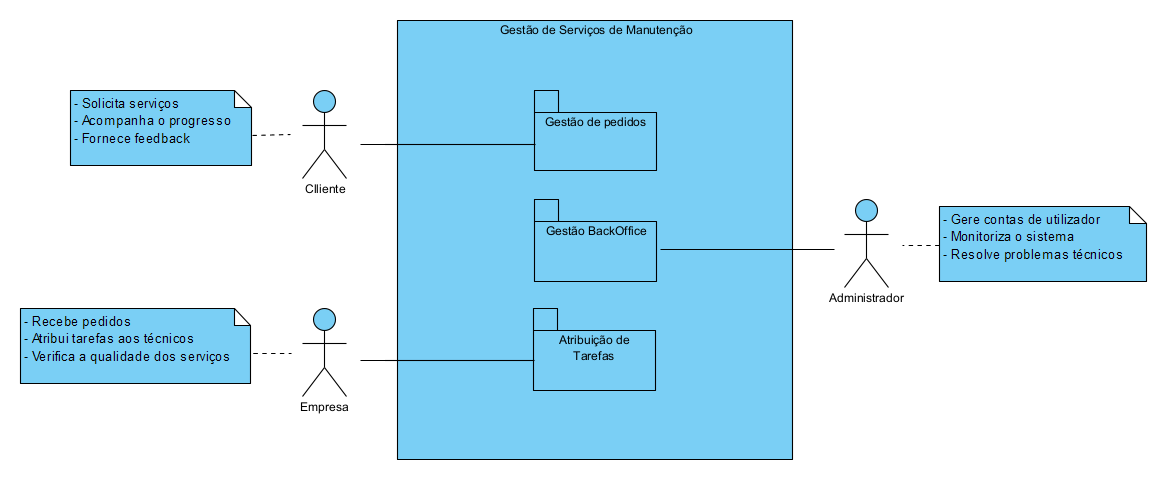 Gestão de Serviços de Manutenção
- Solicita serviços
- Acompanha o progresso
- Fornece feedback
Clliente
Gestão de pedidos
Gestão BackOffice
Administrador
- Gere contas de utilizador
- Monitoriza o sistema
- Resolve problemas técnicos
- Recebe pedidos
- Atribui tarefas aos técnicos
- Verifica a qualidade dos serviços
Empresa
Atribuição de
Tarefas